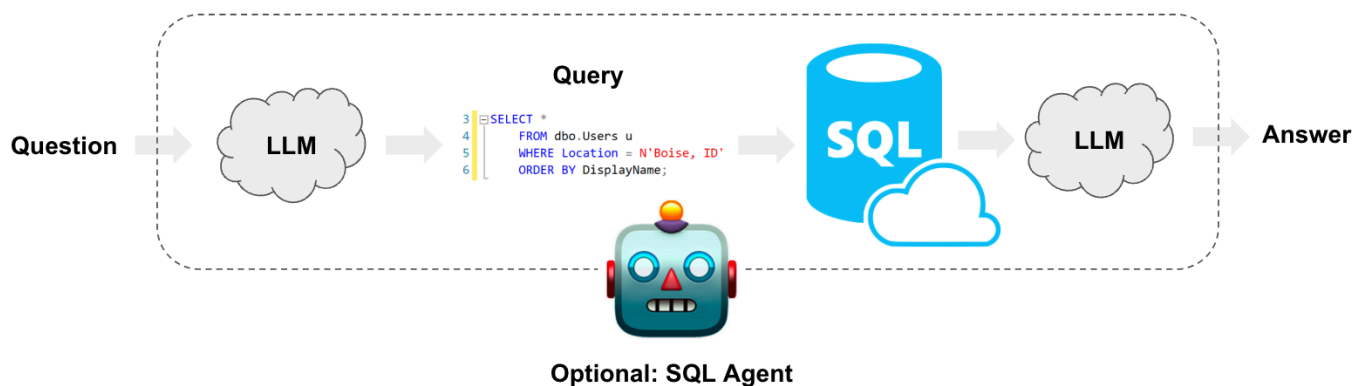 Question
LLM
Query
3 SELECT *
4 FROM dbo.Users u
5 WHERE Location = N'Boise, ID'
6 ORDER BY DisplayName;
SQL
LLM
Answer
Optional: SQL Agent